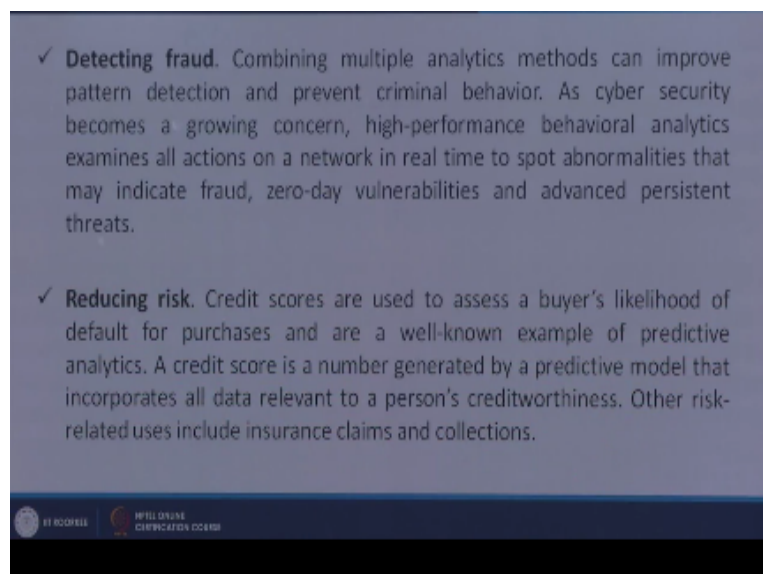 ✓ Detecting fraud. Combining multiple analytics methods can improve
pattern detection and prevent criminal behavior. As cyber security
becomes a growing concern, high-performance behavioral analytics
examines all actions on a network in real time to spot abnormalities that
may indicate fraud, zero-day vulnerabilities and advanced persistent
threats.
✓ Reducing risk. Credit scores are used to assess a buyer's likelihood of
default for purchases and are a well-known example of predictive
analytics. A credit score is a number generated by a predictive model that
incorporates all data relevant to a person's creditworthiness. Other risk-
related uses include insurance claims and collections.
IIT ROORKEE
NPTEL ONLINE
CERTIFICATION COURSE